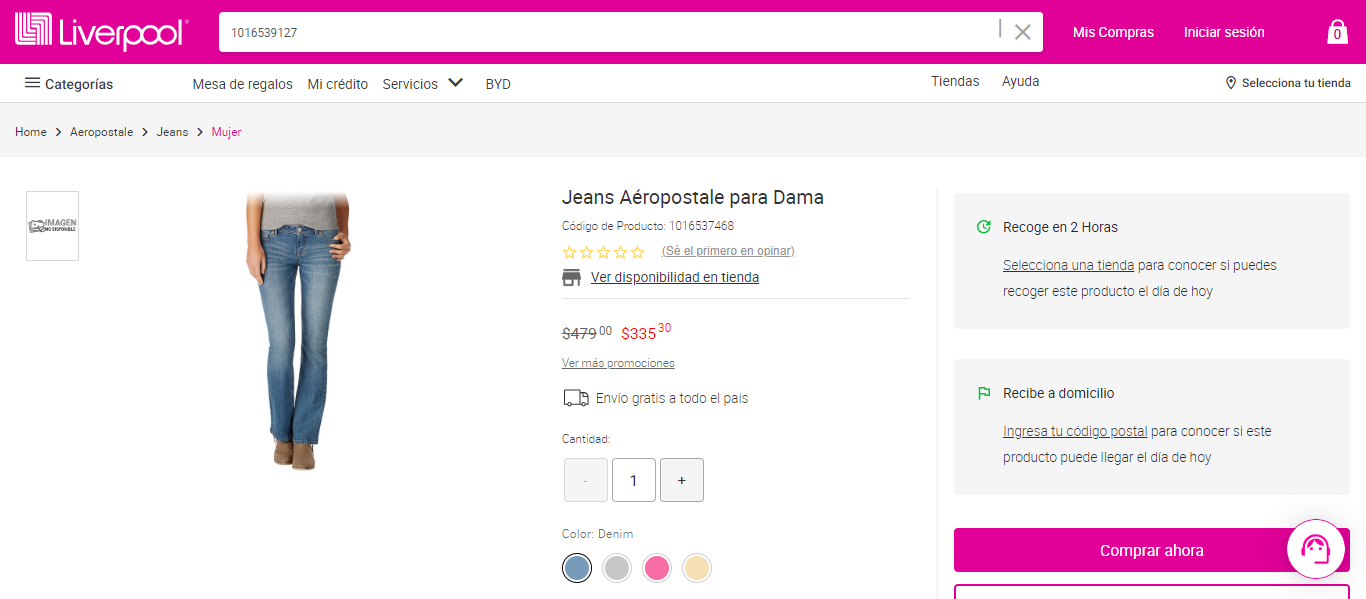 Liverpool
1016539127
Mis Compras
Iniciar sesión
0
Categorías
Mesa de regalos
Mi crédito
Servicios
BYD
Tiendas
Ayuda
Selecciona tu tienda
Home > Aeropostale > Jeans > Mujer
IMAGEN
NO DISPONIBLE
Jeans Aéropostale para Dama
Código de Producto: 1016537468
(Sé el primero en opinar)
Ver disponibilidad en tienda
$479 00 $335 30
Ver más promociones
Envío gratis a todo el país
Cantidad:
- 1 +
Color: Denim
Recoge en 2 Horas
Selecciona una tienda para conocer si puedes
recoger este producto el día de hoy
Recibe a domicilio
Ingresa tu código postal para conocer si este
producto puede llegar el día de hoy
Comprar ahora